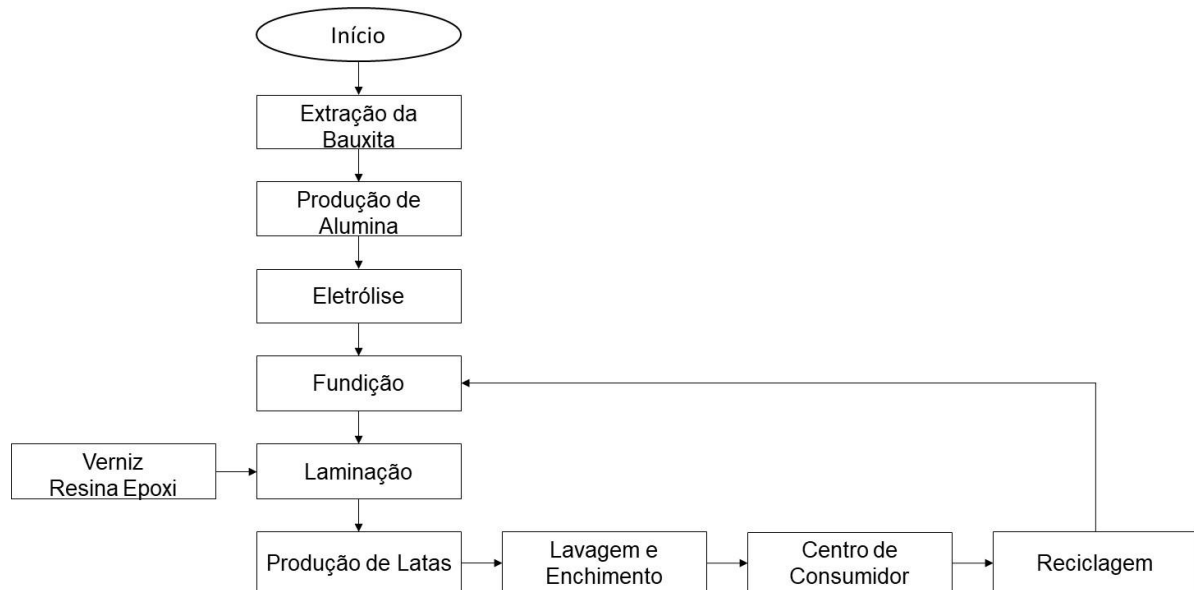 Início
Extração da
Bauxita
Produção de
Alumina
Eletrólise
Fundição
Verniz
Resina Epoxi
Laminação
Produção de Latas
Lavagem e
Enchimento
Centro de
Consumidor
Reciclagem